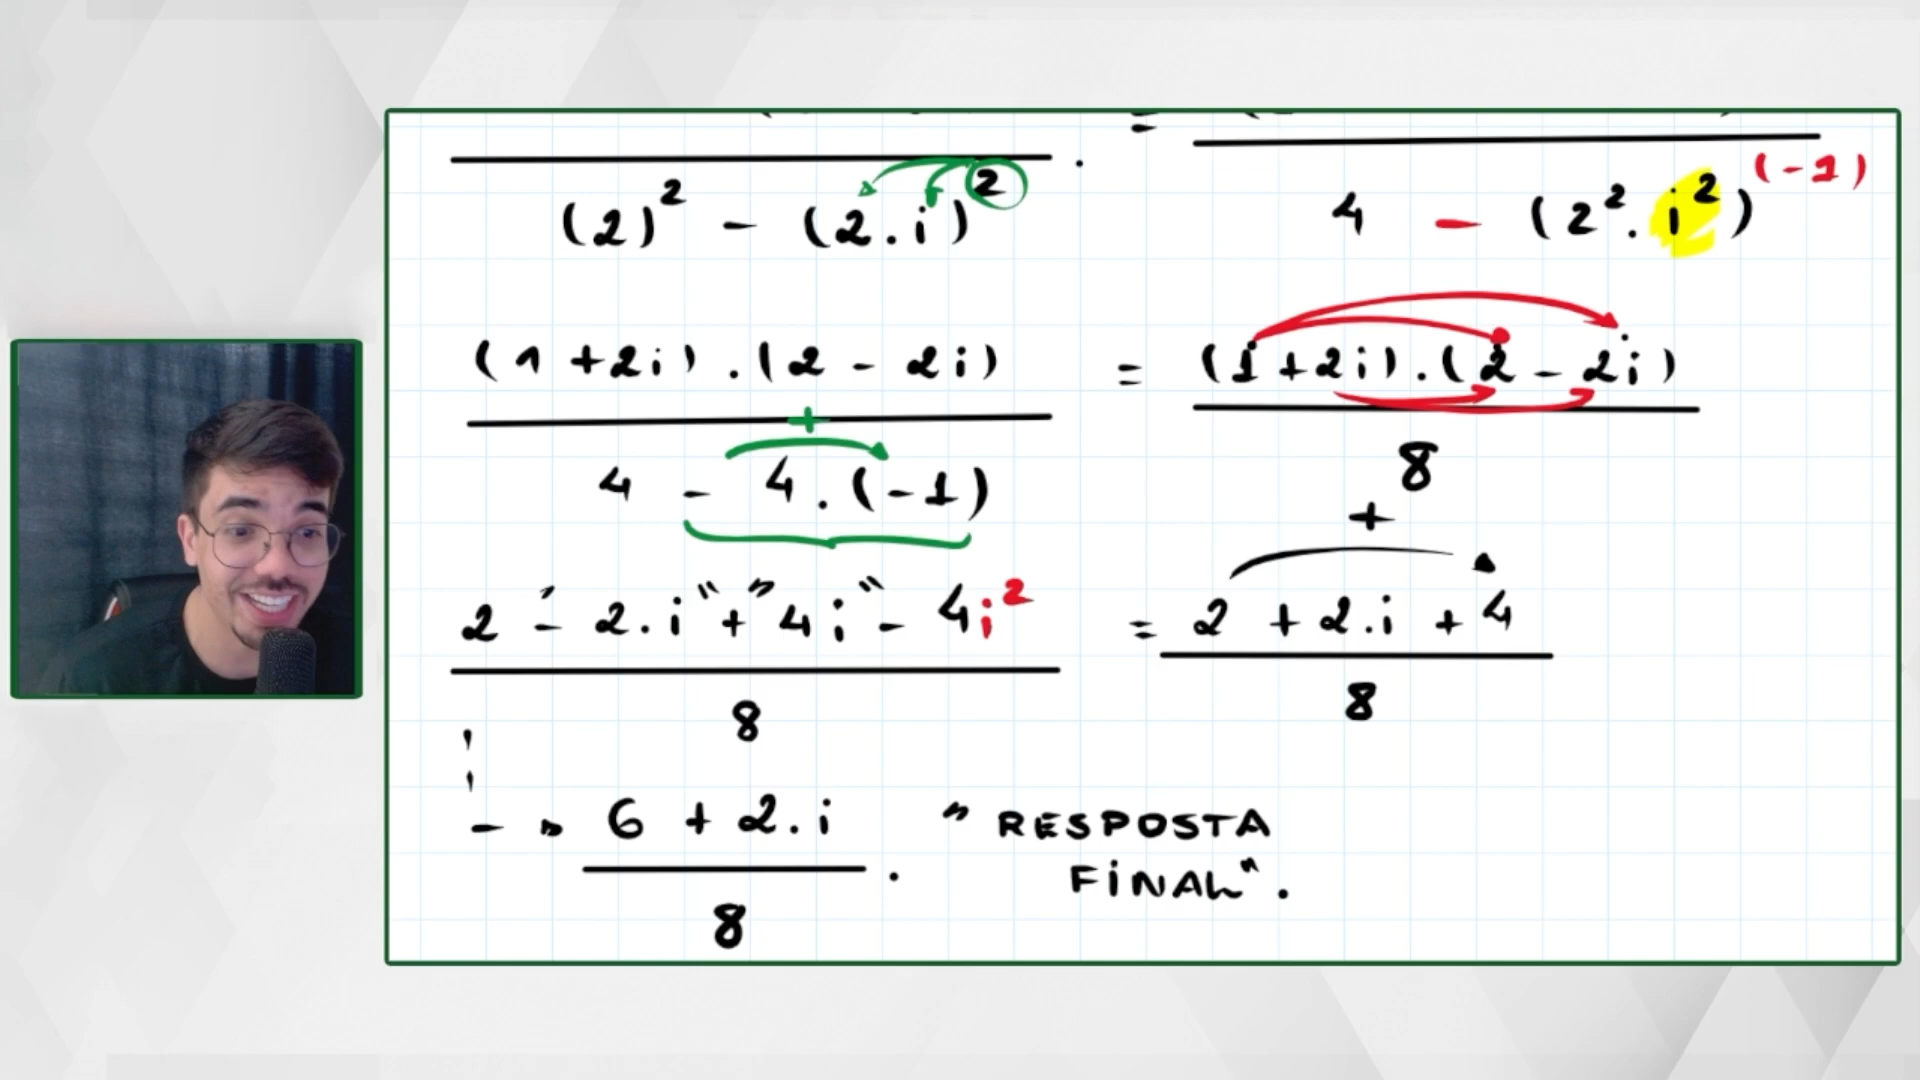 = 
(2)² - (2.i)² . 4 - (2².i²) (-1)
(1+2i).(2-2i) = (1+2i).(2-2i)
+ 8
4 - 4.(-1) +
2 - 2.i "+" 4i - 4i² = 2 + 2.i + 4
8 8
6 + 2.i . " RESPOSTA
8 FINAL".